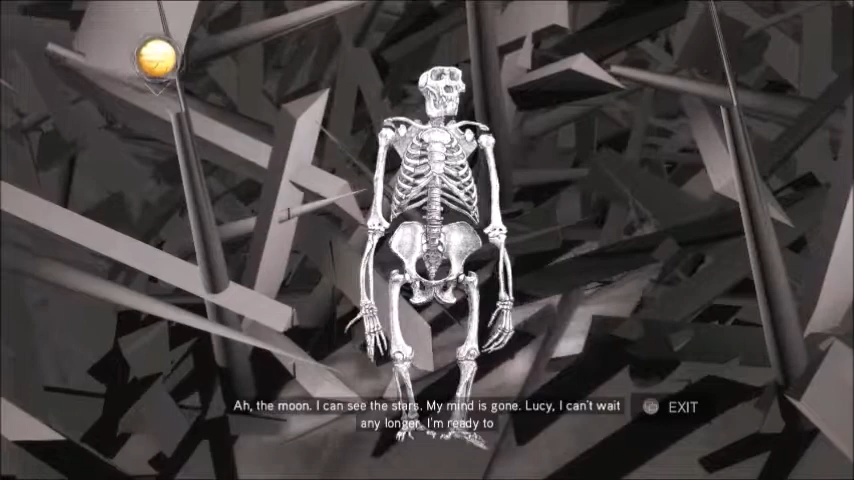 Ah, the moon. I can see the stars. My mind is gone. Lucy, I can't wait
any longer. I'm ready to
EXIT